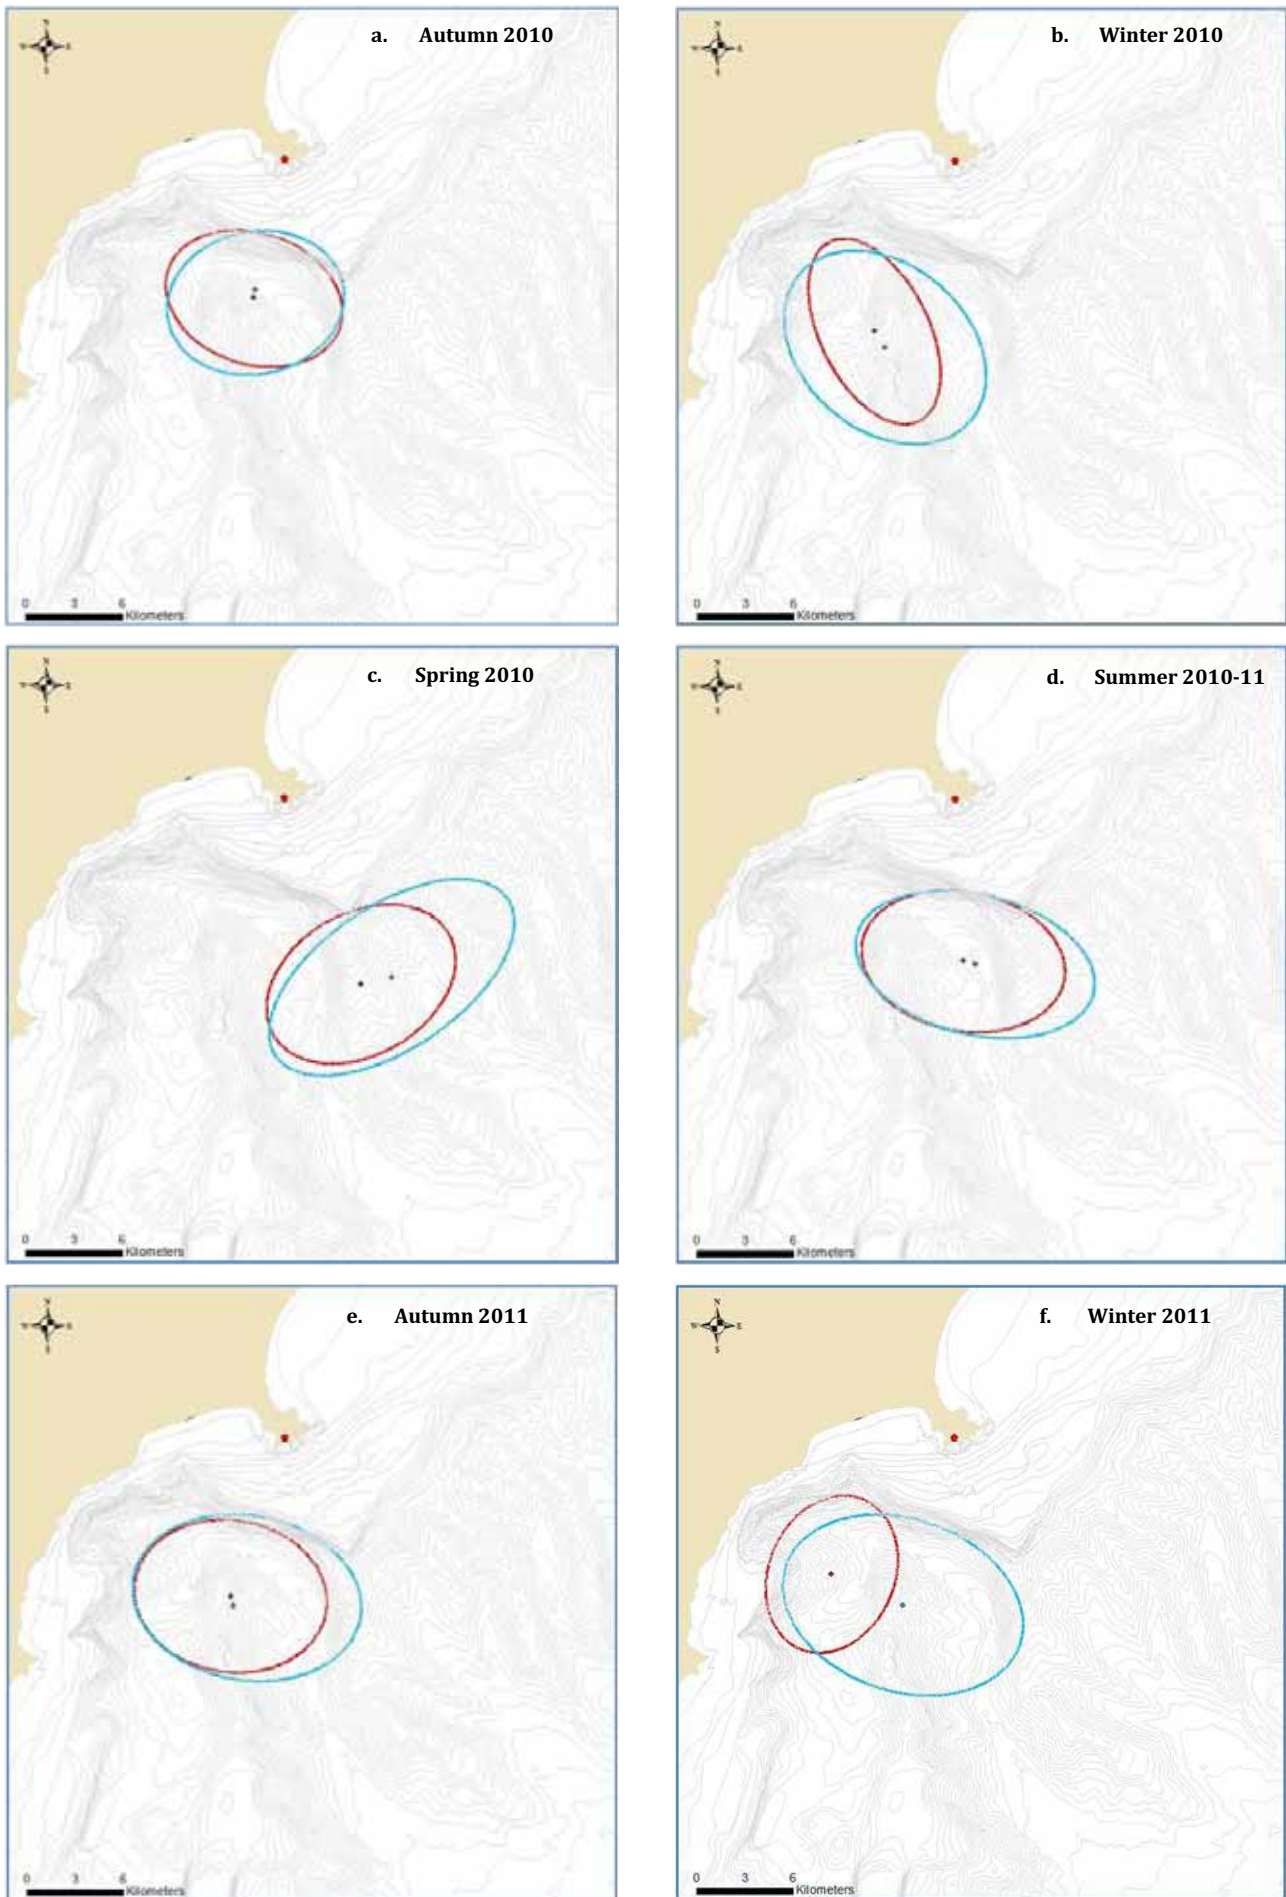 a. Autumn 2010
N
W E
S
0 3 6
Kilometers
b. Winter 2010
N
W E
S
0 3 6
Kilometers
c. Spring 2010
N
W E
S
0 3 6
Kilometers
d. Summer 2010-11
N
W E
S
0 3 6
Kilometers
e. Autumn 2011
N
W E
S
0 3 6
Kilometers
f. Winter 2011
N
W E
S
0 3 6
Kilometers